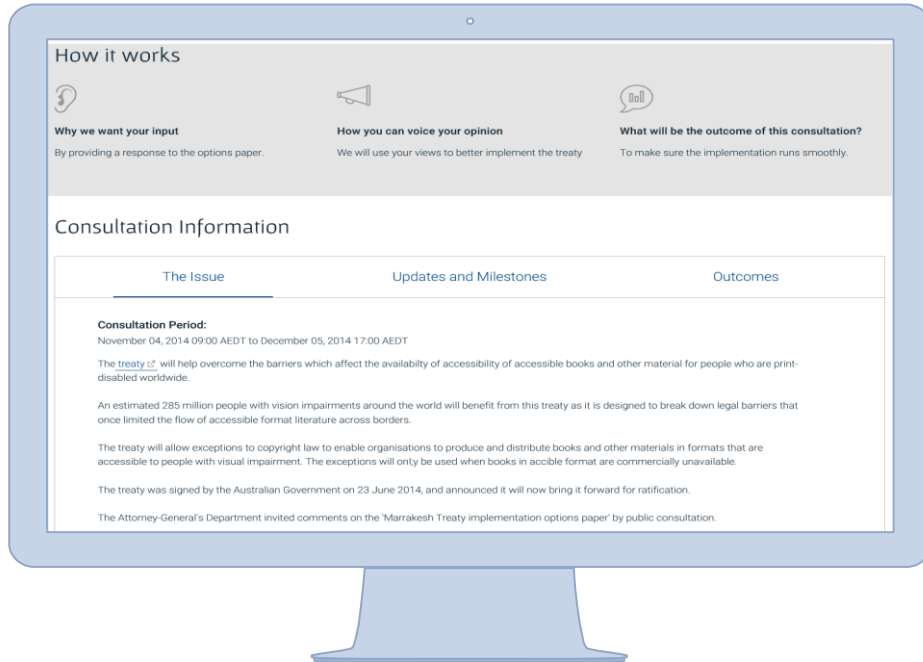 How it works
Why we want your input
How you can voice your opinion
What will be the outcome of this consultation?
By providing a response to the options paper.
We will use your views to better implement the treaty
To make sure the implementation runs smoothly.
Consultation Information
The Issue
Updates and Milestones
Outcomes
Consultation Period:
November 04, 2014 09:00 AEDT to December 05, 2014 17:00 AEDT
The treaty will help overcome the barriers which affect the availabilty of accessibility of accessible books and other material for people who are print-
disabled worldwide.
An estimated 285 million people with vision impairments around the world will benefit from this treaty as it is designed to break down legal barriers that
once limited the flow of accessible format literature across borders.
The treaty will allow exceptions to copyright law to enable organisations to produce and distribute books and other materials in formats that are
accessible to people with visual impairment. The exceptions will onl;y be used when books in accible format are commercially unavailable.
The treaty was signed by the Australian Government on 23 June 2014, and announced it will now bring it forward for ratification.
The Attorney-General's Department invited comments on the 'Marrakesh Treaty implementation options paper' by public consultation.